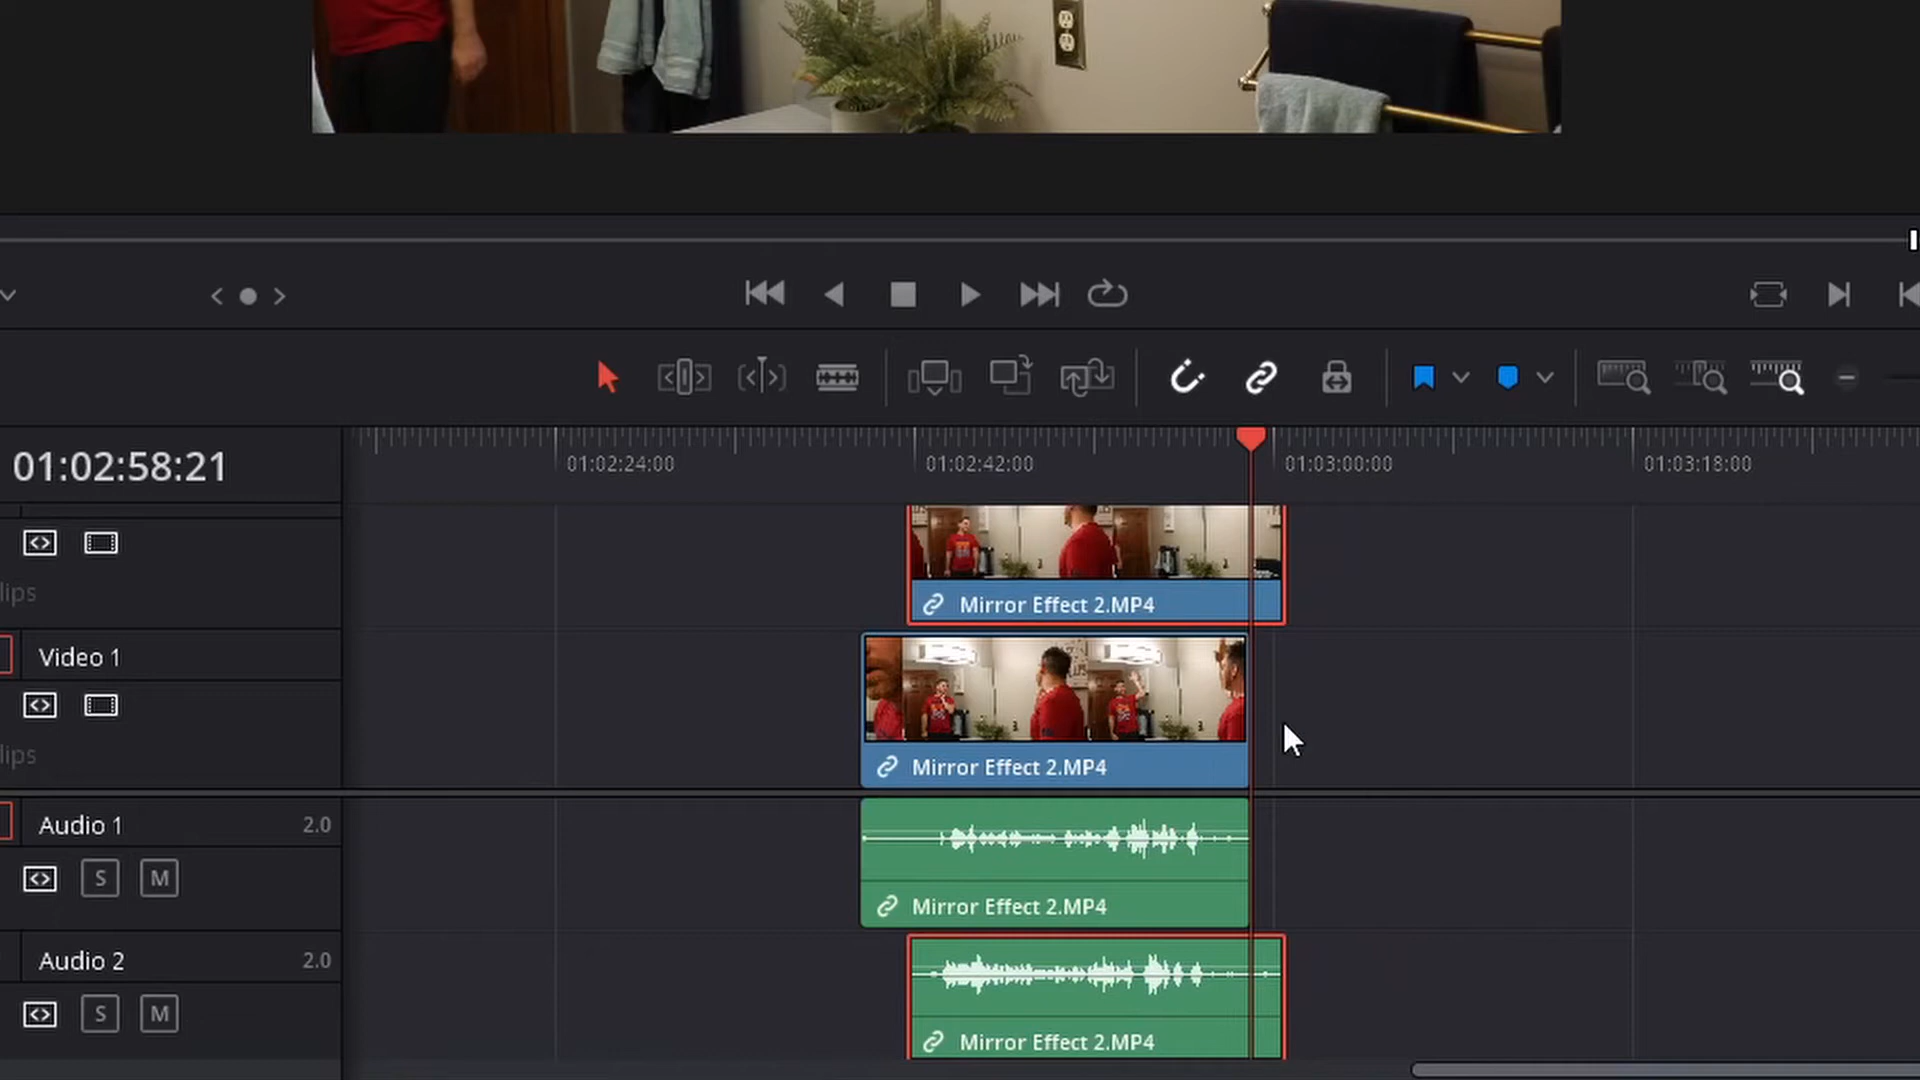 01:02:58:21
01:02:24:00
01:02:42:00
01:03:00:00
01:03:18:00
lips
Mirror Effect 2.MP4
Video 1
lips
Mirror Effect 2.MP4
Audio 1
2.0
S
M
Mirror Effect 2.MP4
Audio 2
2.0
S
M
Mirror Effect 2.MP4